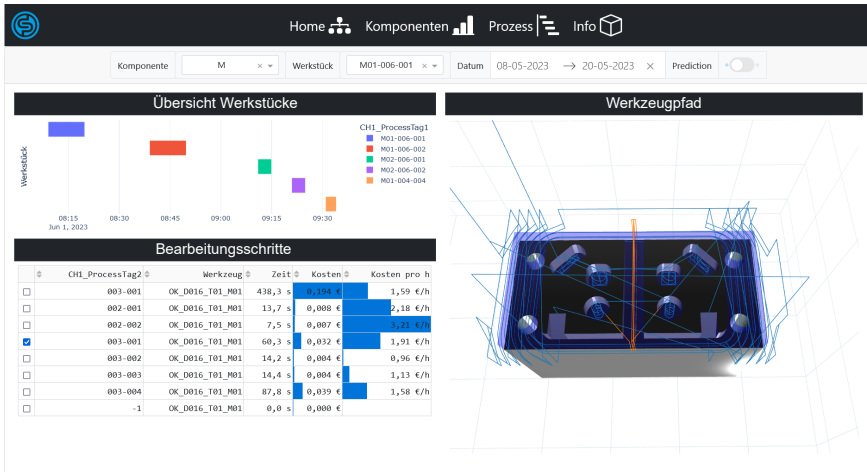 Home Komponenten Prozess Info
Komponente M Werkstück M01-006-001 Datum 08-05-2023 → 20-05-2023 Prediction
Übersicht Werkstücke
Werkstück
08:15 08:30 08:45 09:00 09:15 09:30
Jun 1, 2023
CH1_ProcessTag1
M01-006-001
M01-006-002
M02-006-001
M02-006-002
M01-004-004
Bearbeitungsschritte
CH1_ProcessTag2 Werkzeug Zeit Kosten Kosten pro h
003-001 OK_D016_T01_M01 438,3 s 0,194 € 1,59 €/h
002-001 OK_D016_T01_M01 13,7 s 0,008 € 2,18 €/h
002-002 OK_D016_T01_M01 7,5 s 0,007 € 3,21 €/h
003-001 OK_D016_T01_M01 60,3 s 0,032 € 1,91 €/h
003-002 OK_D016_T01_M01 14,2 s 0,004 € 0,96 €/h
003-003 OK_D016_T01_M01 14,4 s 0,004 € 1,13 €/h
003-004 OK_D016_T01_M01 87,8 s 0,039 € 1,58 €/h
-1 OK_D016_T01_M01 0,0 s 0,000 €
Werkzeugpfad